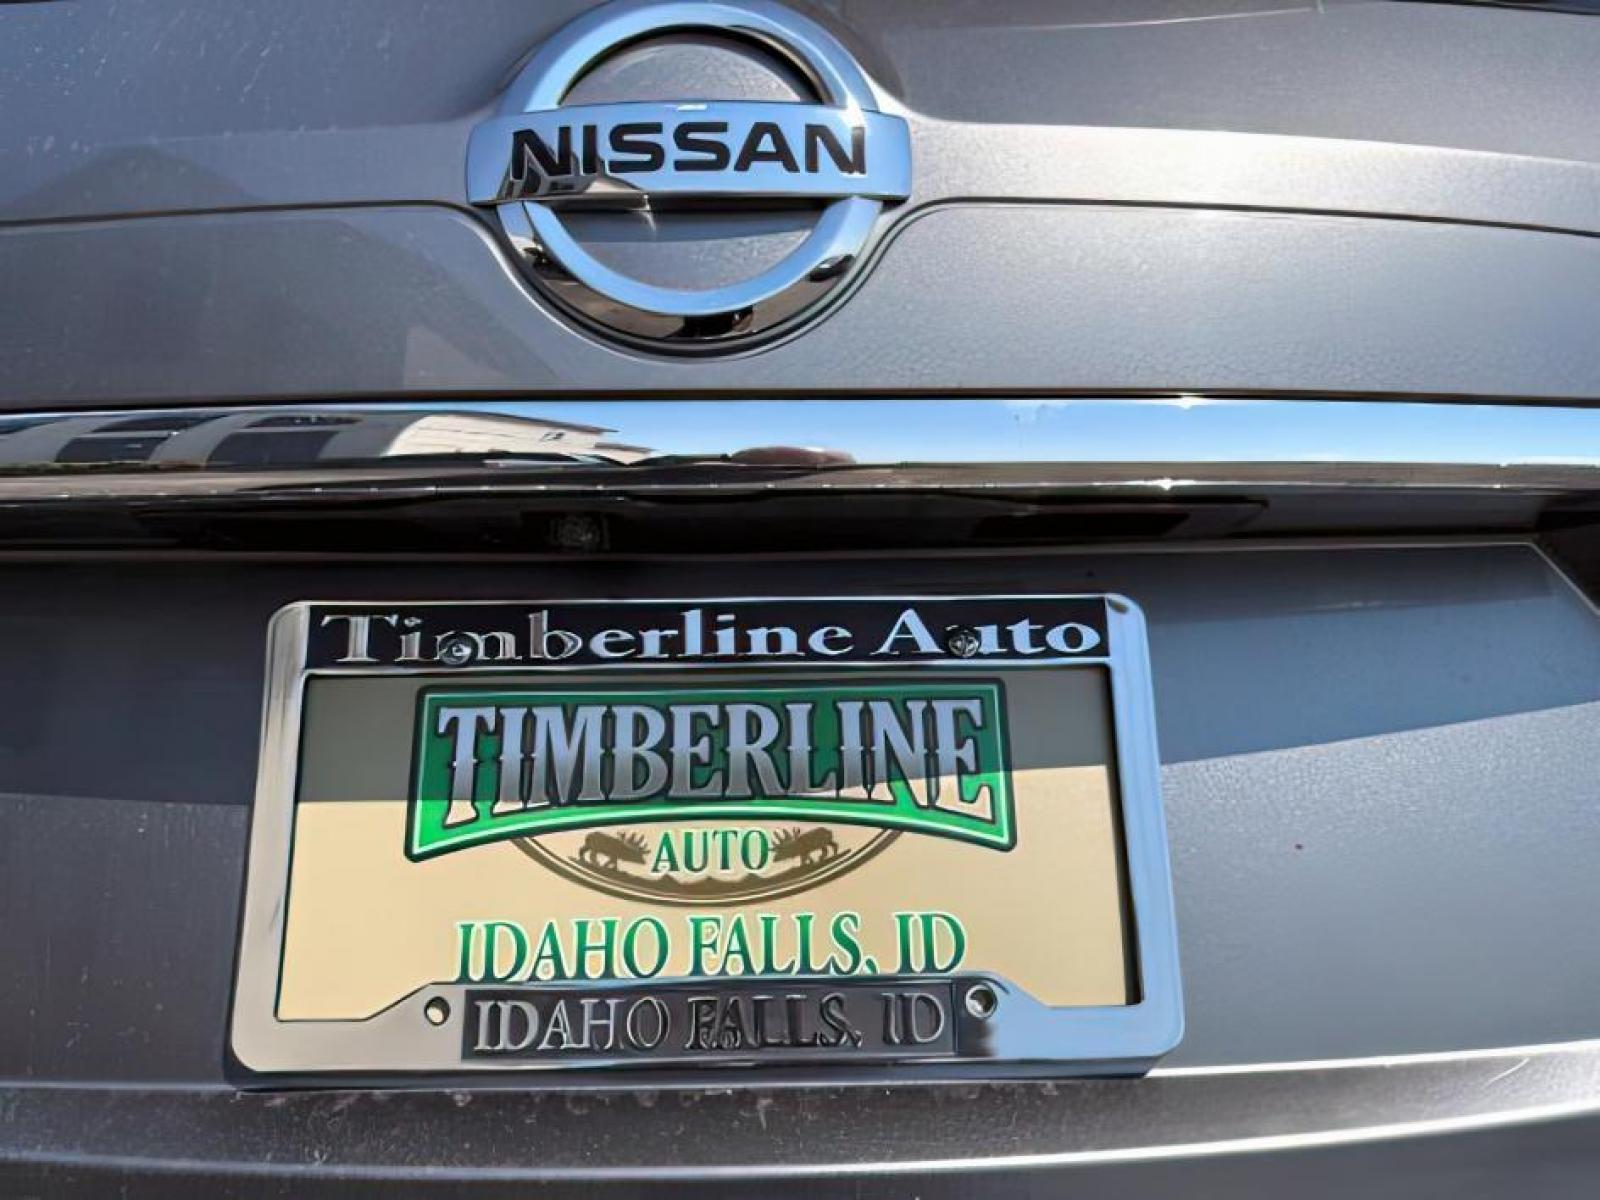 NISSAN
Timberline Auto
TIMBERLINE
AUTO
IDAHO FALLS, ID
IDAHO FALLS, ID